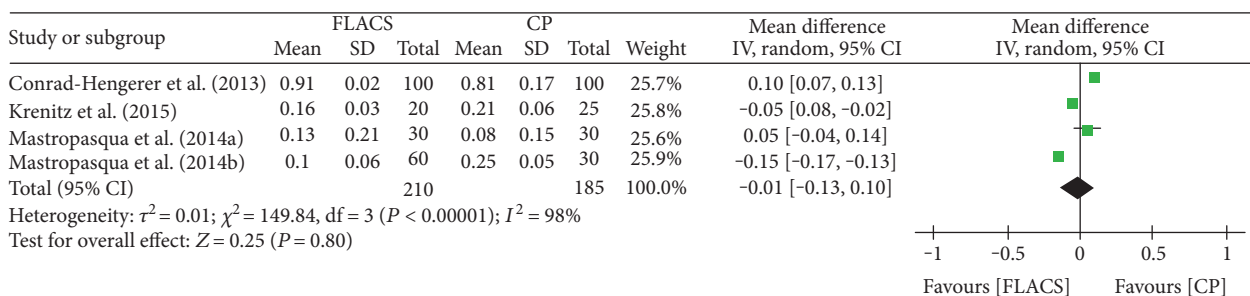 FLACS CP Mean difference Mean difference
Study or subgroup Mean SD Total Mean SD Total Weight IV, random, 95% CI IV, random, 95% CI
Conrad-Hengerer et al. (2013) 0.91 0.02 100 0.81 0.17 100 25.7% 0.10 [0.07, 0.13]
Krenitz et al. (2015) 0.16 0.03 20 0.21 0.06 25 25.8% −0.05 [0.08, −0.02]
Mastropasqua et al. (2014a) 0.13 0.21 30 0.08 0.15 30 25.6% 0.05 [−0.04, 0.14]
Mastropasqua et al. (2014b) 0.1 0.06 60 0.25 0.05 30 25.9% −0.15 [−0.17, −0.13]
Total (95% CI) 210 185 100.0% −0.01 [−0.13, 0.10]
Heterogeneity: τ² = 0.01; χ² = 149.84, df = 3 (P < 0.00001); I² = 98%
Test for overall effect: Z = 0.25 (P = 0.80)
−1 −0.5 0 0.5 1
Favours [FLACS] Favours [CP]